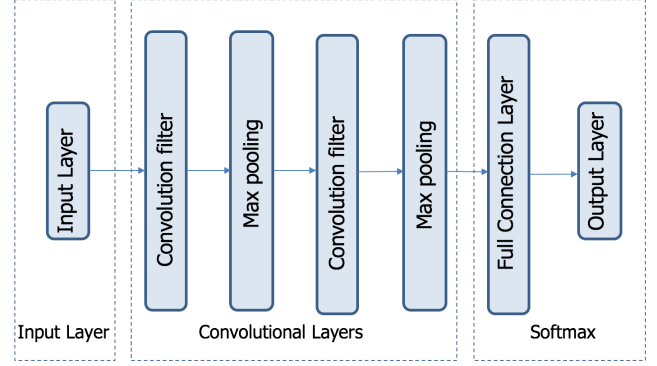 Input Layer
Convolution filter
Max pooling
Convolution filter
Max pooling
Full Connection Layer
Output Layer
Input Layer
Convolutional Layers
Softmax